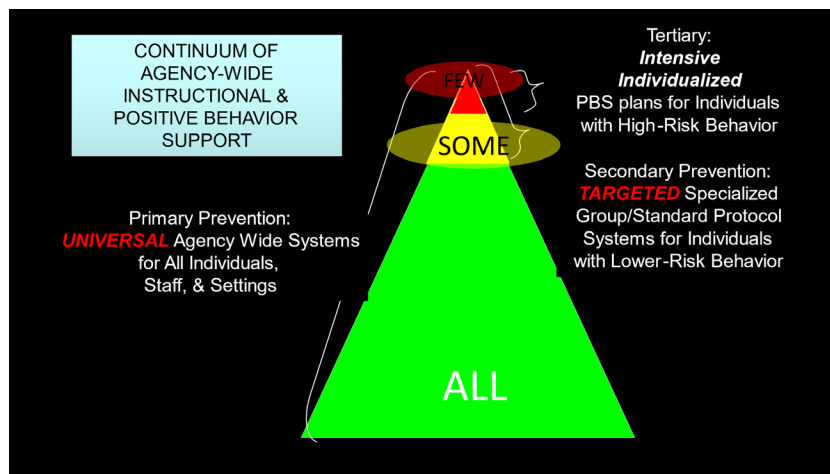 CONTINUUM OF
AGENCY-WIDE
INSTRUCTIONAL &
POSITIVE BEHAVIOR
SUPPORT
FEW
SOME
ALL
Tertiary:
Intensive
Individualized
PBS plans for Individuals
with High-Risk Behavior
Secondary Prevention:
TARGETED Specialized
Group/Standard Protocol
Systems for Individuals
with Lower-Risk Behavior
Primary Prevention:
UNIVERSAL Agency Wide Systems
for All Individuals,
Staff, & Settings